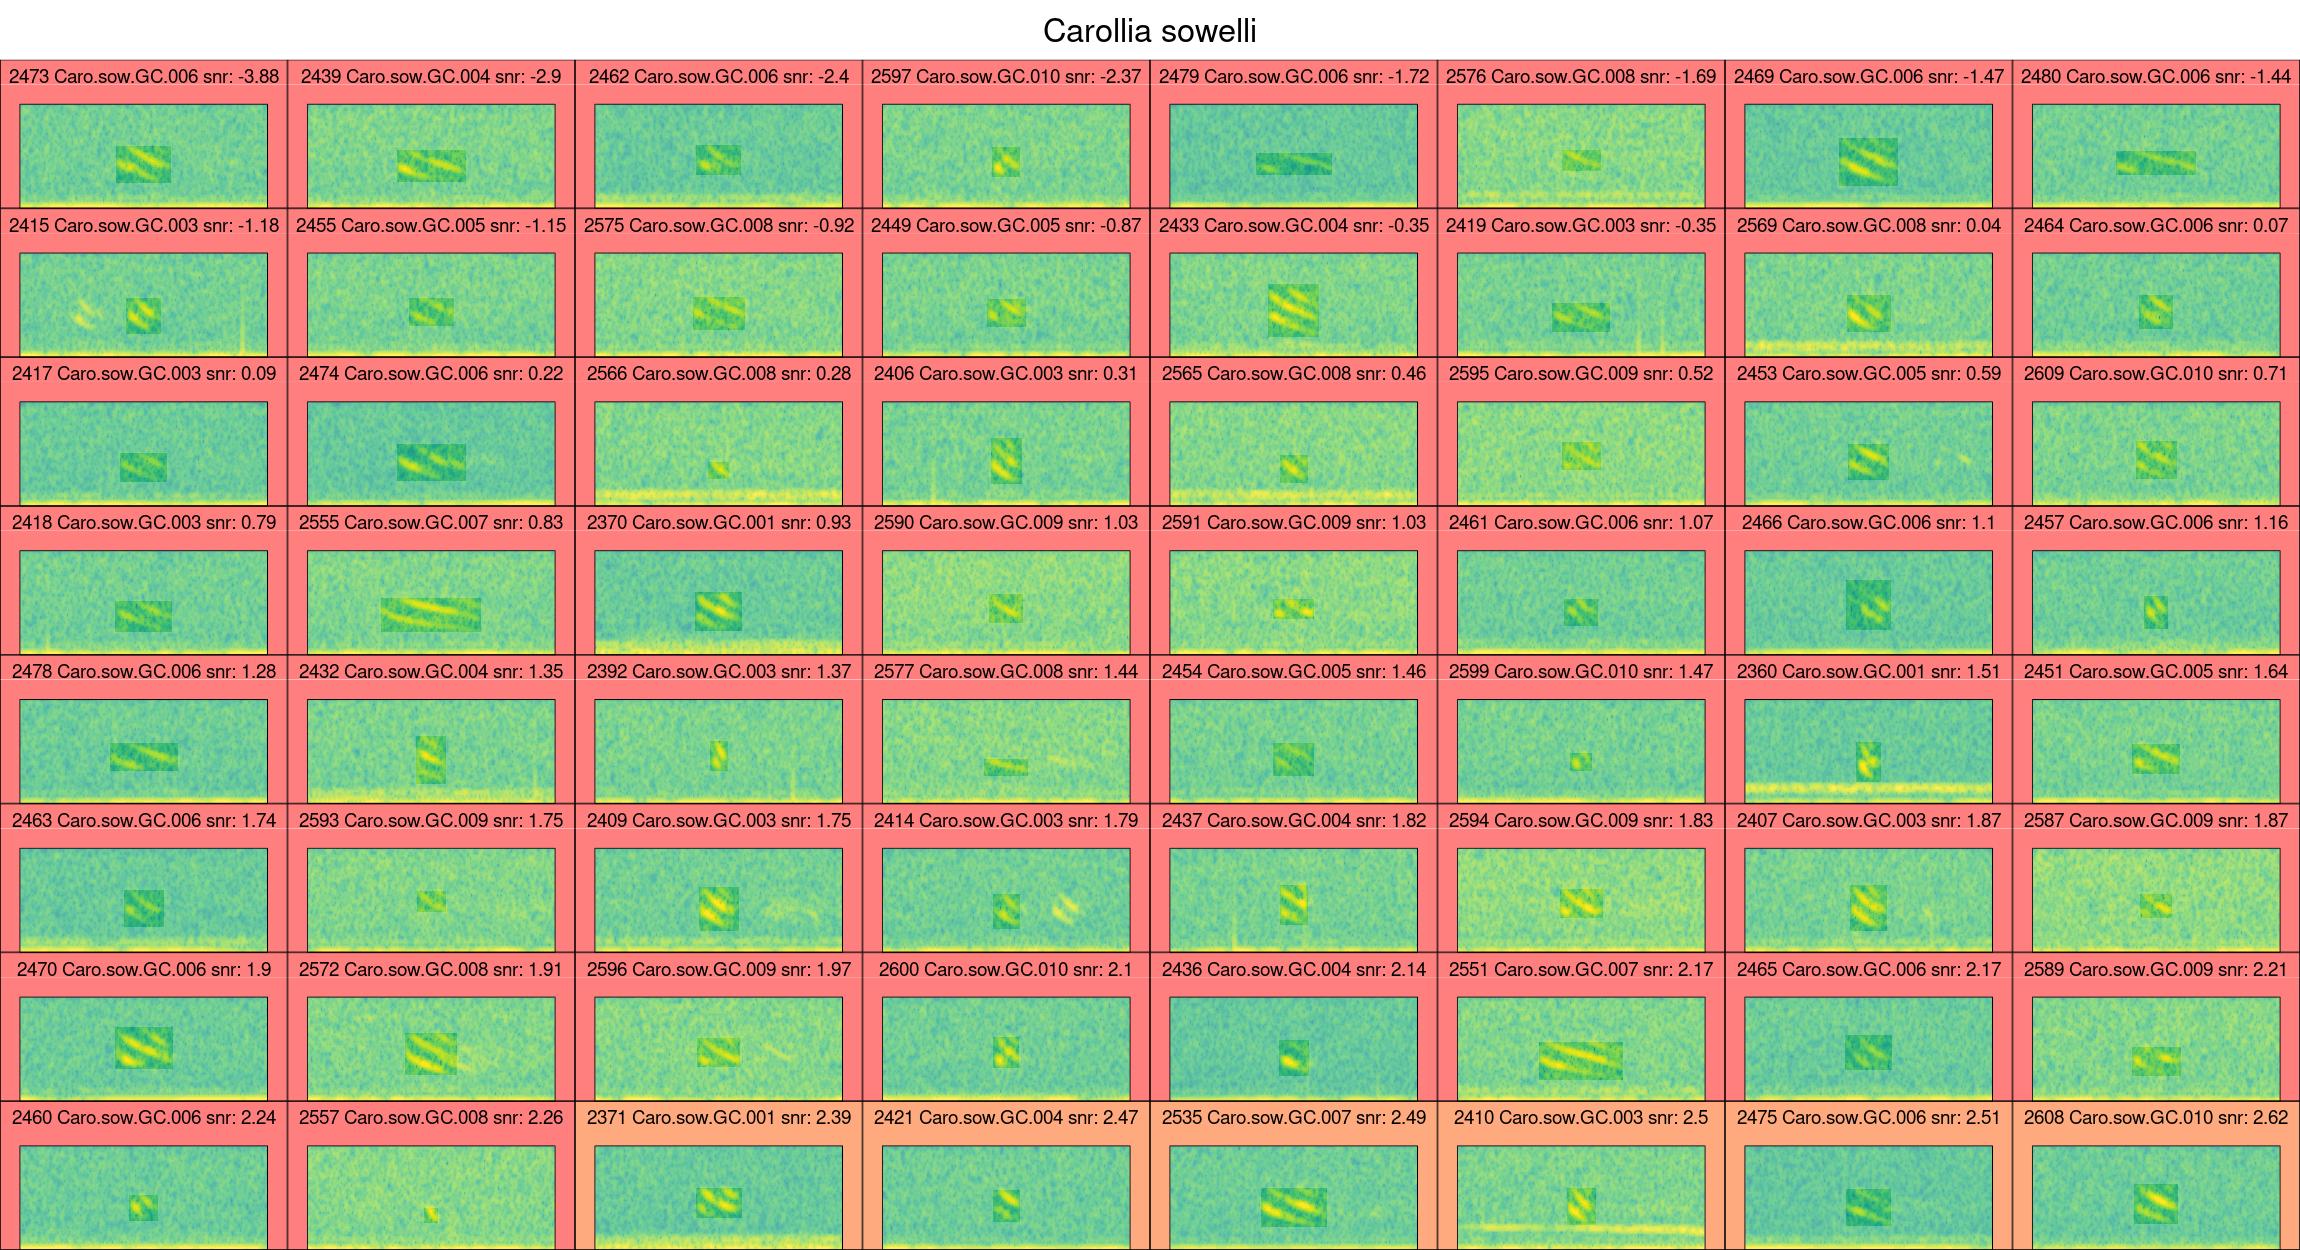 Carollia sowelli
2473 Caro.sow.GC.006 snr: -3.88
2439 Caro.sow.GC.004 snr: -2.9
2462 Caro.sow.GC.006 snr: -2.4
2597 Caro.sow.GC.010 snr: -2.37
2479 Caro.sow.GC.006 snr: -1.72
2576 Caro.sow.GC.008 snr: -1.69
2469 Caro.sow.GC.006 snr: -1.47
2480 Caro.sow.GC.006 snr: -1.44
2415 Caro.sow.GC.003 snr: -1.18
2455 Caro.sow.GC.005 snr: -1.15
2575 Caro.sow.GC.008 snr: -0.92
2449 Caro.sow.GC.005 snr: -0.87
2433 Caro.sow.GC.004 snr: -0.35
2419 Caro.sow.GC.003 snr: -0.35
2569 Caro.sow.GC.008 snr: 0.04
2464 Caro.sow.GC.006 snr: 0.07
2417 Caro.sow.GC.003 snr: 0.09
2474 Caro.sow.GC.006 snr: 0.22
2566 Caro.sow.GC.008 snr: 0.28
2406 Caro.sow.GC.003 snr: 0.31
2565 Caro.sow.GC.008 snr: 0.46
2595 Caro.sow.GC.009 snr: 0.52
2453 Caro.sow.GC.005 snr: 0.59
2609 Caro.sow.GC.010 snr: 0.71
2418 Caro.sow.GC.003 snr: 0.79
2555 Caro.sow.GC.007 snr: 0.83
2370 Caro.sow.GC.001 snr: 0.93
2590 Caro.sow.GC.009 snr: 1.03
2591 Caro.sow.GC.009 snr: 1.03
2461 Caro.sow.GC.006 snr: 1.07
2466 Caro.sow.GC.006 snr: 1.1
2457 Caro.sow.GC.006 snr: 1.16
2478 Caro.sow.GC.006 snr: 1.28
2432 Caro.sow.GC.004 snr: 1.35
2392 Caro.sow.GC.003 snr: 1.37
2577 Caro.sow.GC.008 snr: 1.44
2454 Caro.sow.GC.005 snr: 1.46
2599 Caro.sow.GC.010 snr: 1.47
2360 Caro.sow.GC.001 snr: 1.51
2451 Caro.sow.GC.005 snr: 1.64
2463 Caro.sow.GC.006 snr: 1.74
2593 Caro.sow.GC.009 snr: 1.75
2409 Caro.sow.GC.003 snr: 1.75
2414 Caro.sow.GC.003 snr: 1.79
2437 Caro.sow.GC.004 snr: 1.82
2594 Caro.sow.GC.009 snr: 1.83
2407 Caro.sow.GC.003 snr: 1.87
2587 Caro.sow.GC.009 snr: 1.87
2470 Caro.sow.GC.006 snr: 1.9
2572 Caro.sow.GC.008 snr: 1.91
2596 Caro.sow.GC.009 snr: 1.97
2600 Caro.sow.GC.010 snr: 2.1
2436 Caro.sow.GC.004 snr: 2.14
2551 Caro.sow.GC.007 snr: 2.17
2465 Caro.sow.GC.006 snr: 2.17
2589 Caro.sow.GC.009 snr: 2.21
2460 Caro.sow.GC.006 snr: 2.24
2557 Caro.sow.GC.008 snr: 2.26
2371 Caro.sow.GC.001 snr: 2.39
2421 Caro.sow.GC.004 snr: 2.47
2535 Caro.sow.GC.007 snr: 2.49
2410 Caro.sow.GC.003 snr: 2.5
2475 Caro.sow.GC.006 snr: 2.51
2608 Caro.sow.GC.010 snr: 2.62